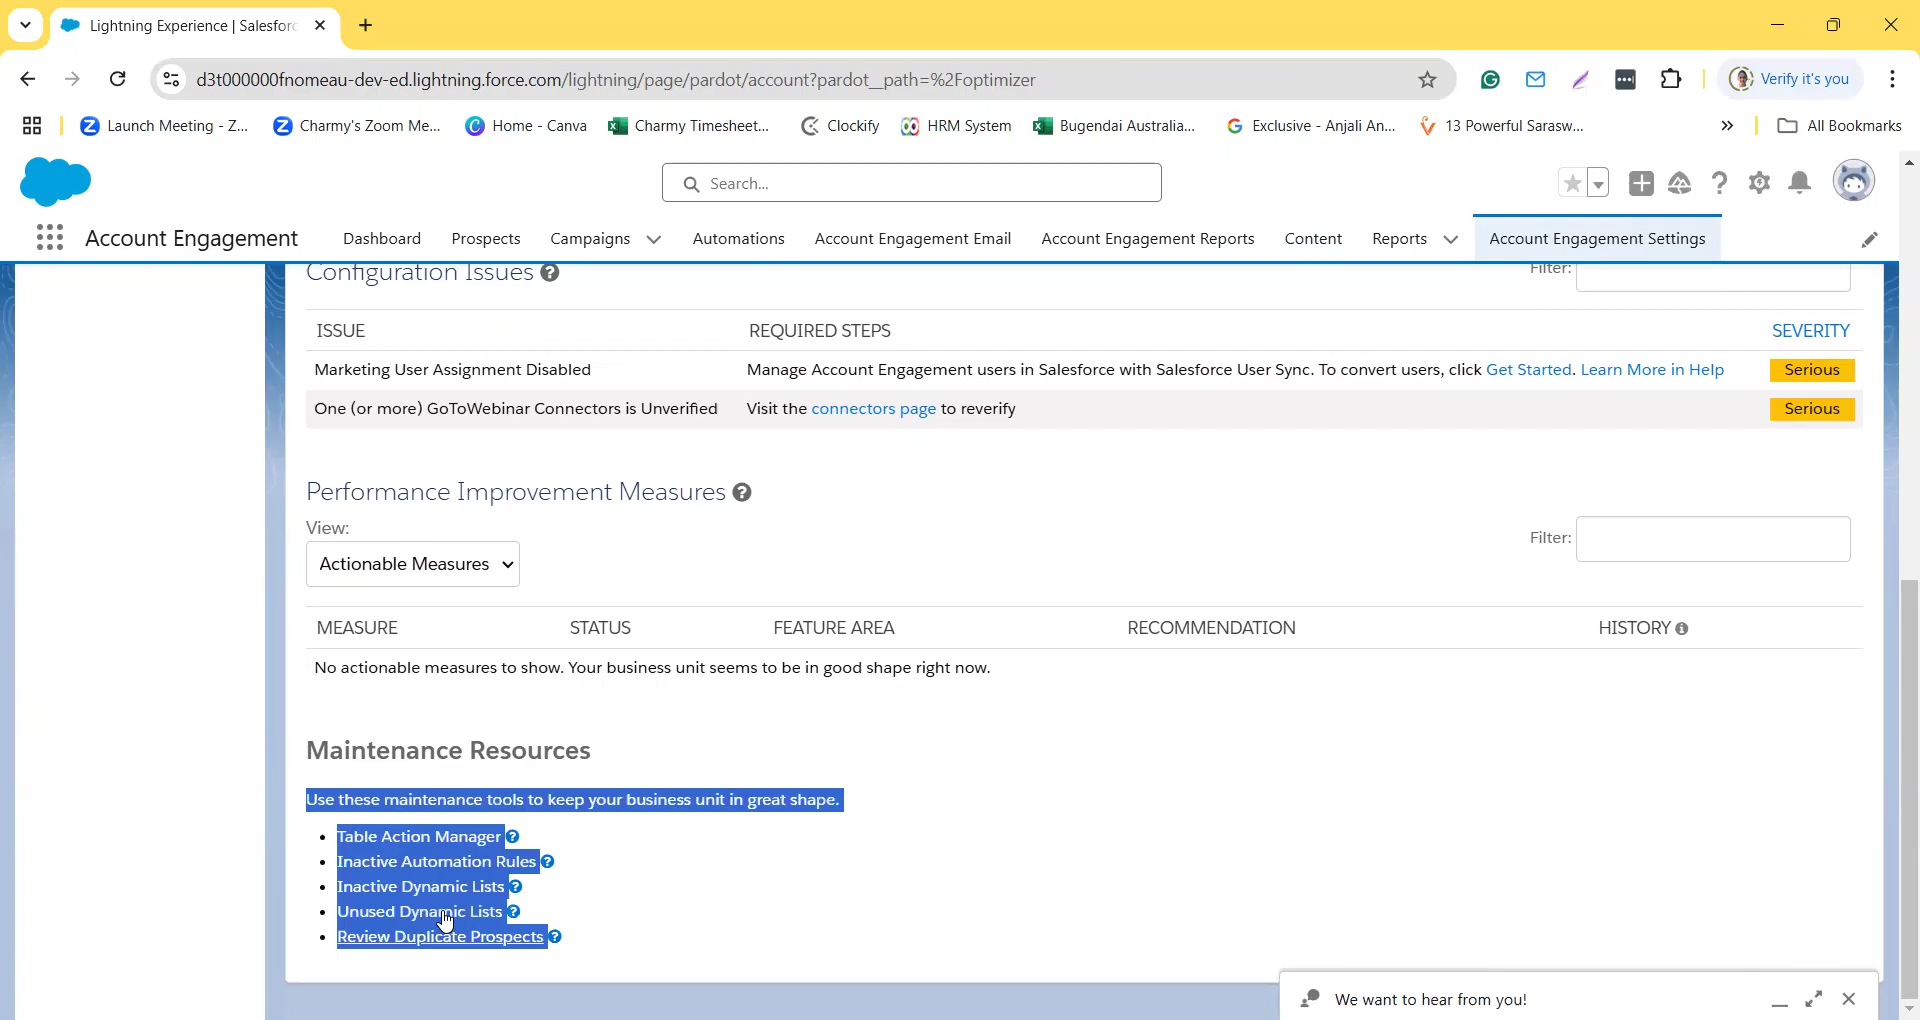 Lightning Experience | Salesforc
d3t000000fnomeau-dev-ed.lightning.force.com/lightning/page/pardot/account?pardot__path=%2Foptimizer
Verify it's you
Launch Meeting - Z...
Charmy's Zoom Me...
Home - Canva
Charmy Timesheet...
Clockify
HRM System
Bugendai Australia...
Exclusive - Anjali An...
13 Powerful Sarasw...
All Bookmarks
Search...
Account Engagement
Dashboard
Prospects
Campaigns
Automations
Account Engagement Email
Account Engagement Reports
Content
Reports
Account Engagement Settings
Configuration Issues
Filter:
ISSUE REQUIRED STEPS SEVERITY
Marketing User Assignment Disabled Manage Account Engagement users in Salesforce with Salesforce User Sync. To convert users, click Get Started. Learn More in Help Serious
One (or more) GoToWebinar Connectors is Unverified Visit the connectors page to reverify Serious
Performance Improvement Measures
View:
Actionable Measures
Filter:
MEASURE STATUS FEATURE AREA RECOMMENDATION HISTORY
No actionable measures to show. Your business unit seems to be in good shape right now.
Maintenance Resources
Use these maintenance tools to keep your business unit in great shape.
Table Action Manager
Inactive Automation Rules
Inactive Dynamic Lists
Unused Dynamic Lists
Review Duplicate Prospects
We want to hear from you!